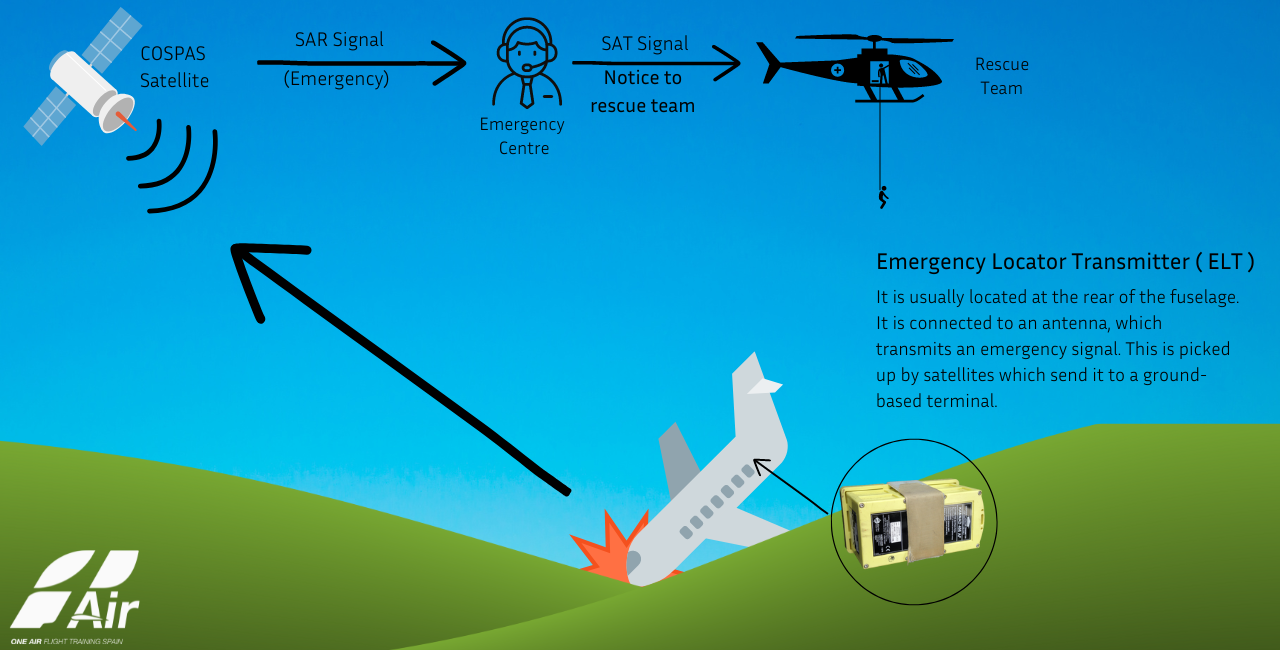 COSPAS
Satellite
SAR Signal
(Emergency)
Emergency
Centre
SAT Signal
Notice to
rescue team
Rescue
Team
Emergency Locator Transmitter ( ELT )
It is usually located at the rear of the fuselage.
It is connected to an antenna, which
transmits an emergency signal. This is picked
up by satellites which send it to a ground-
based terminal.
Air
ONE AIR FLIGHT TRAINING SPAIN